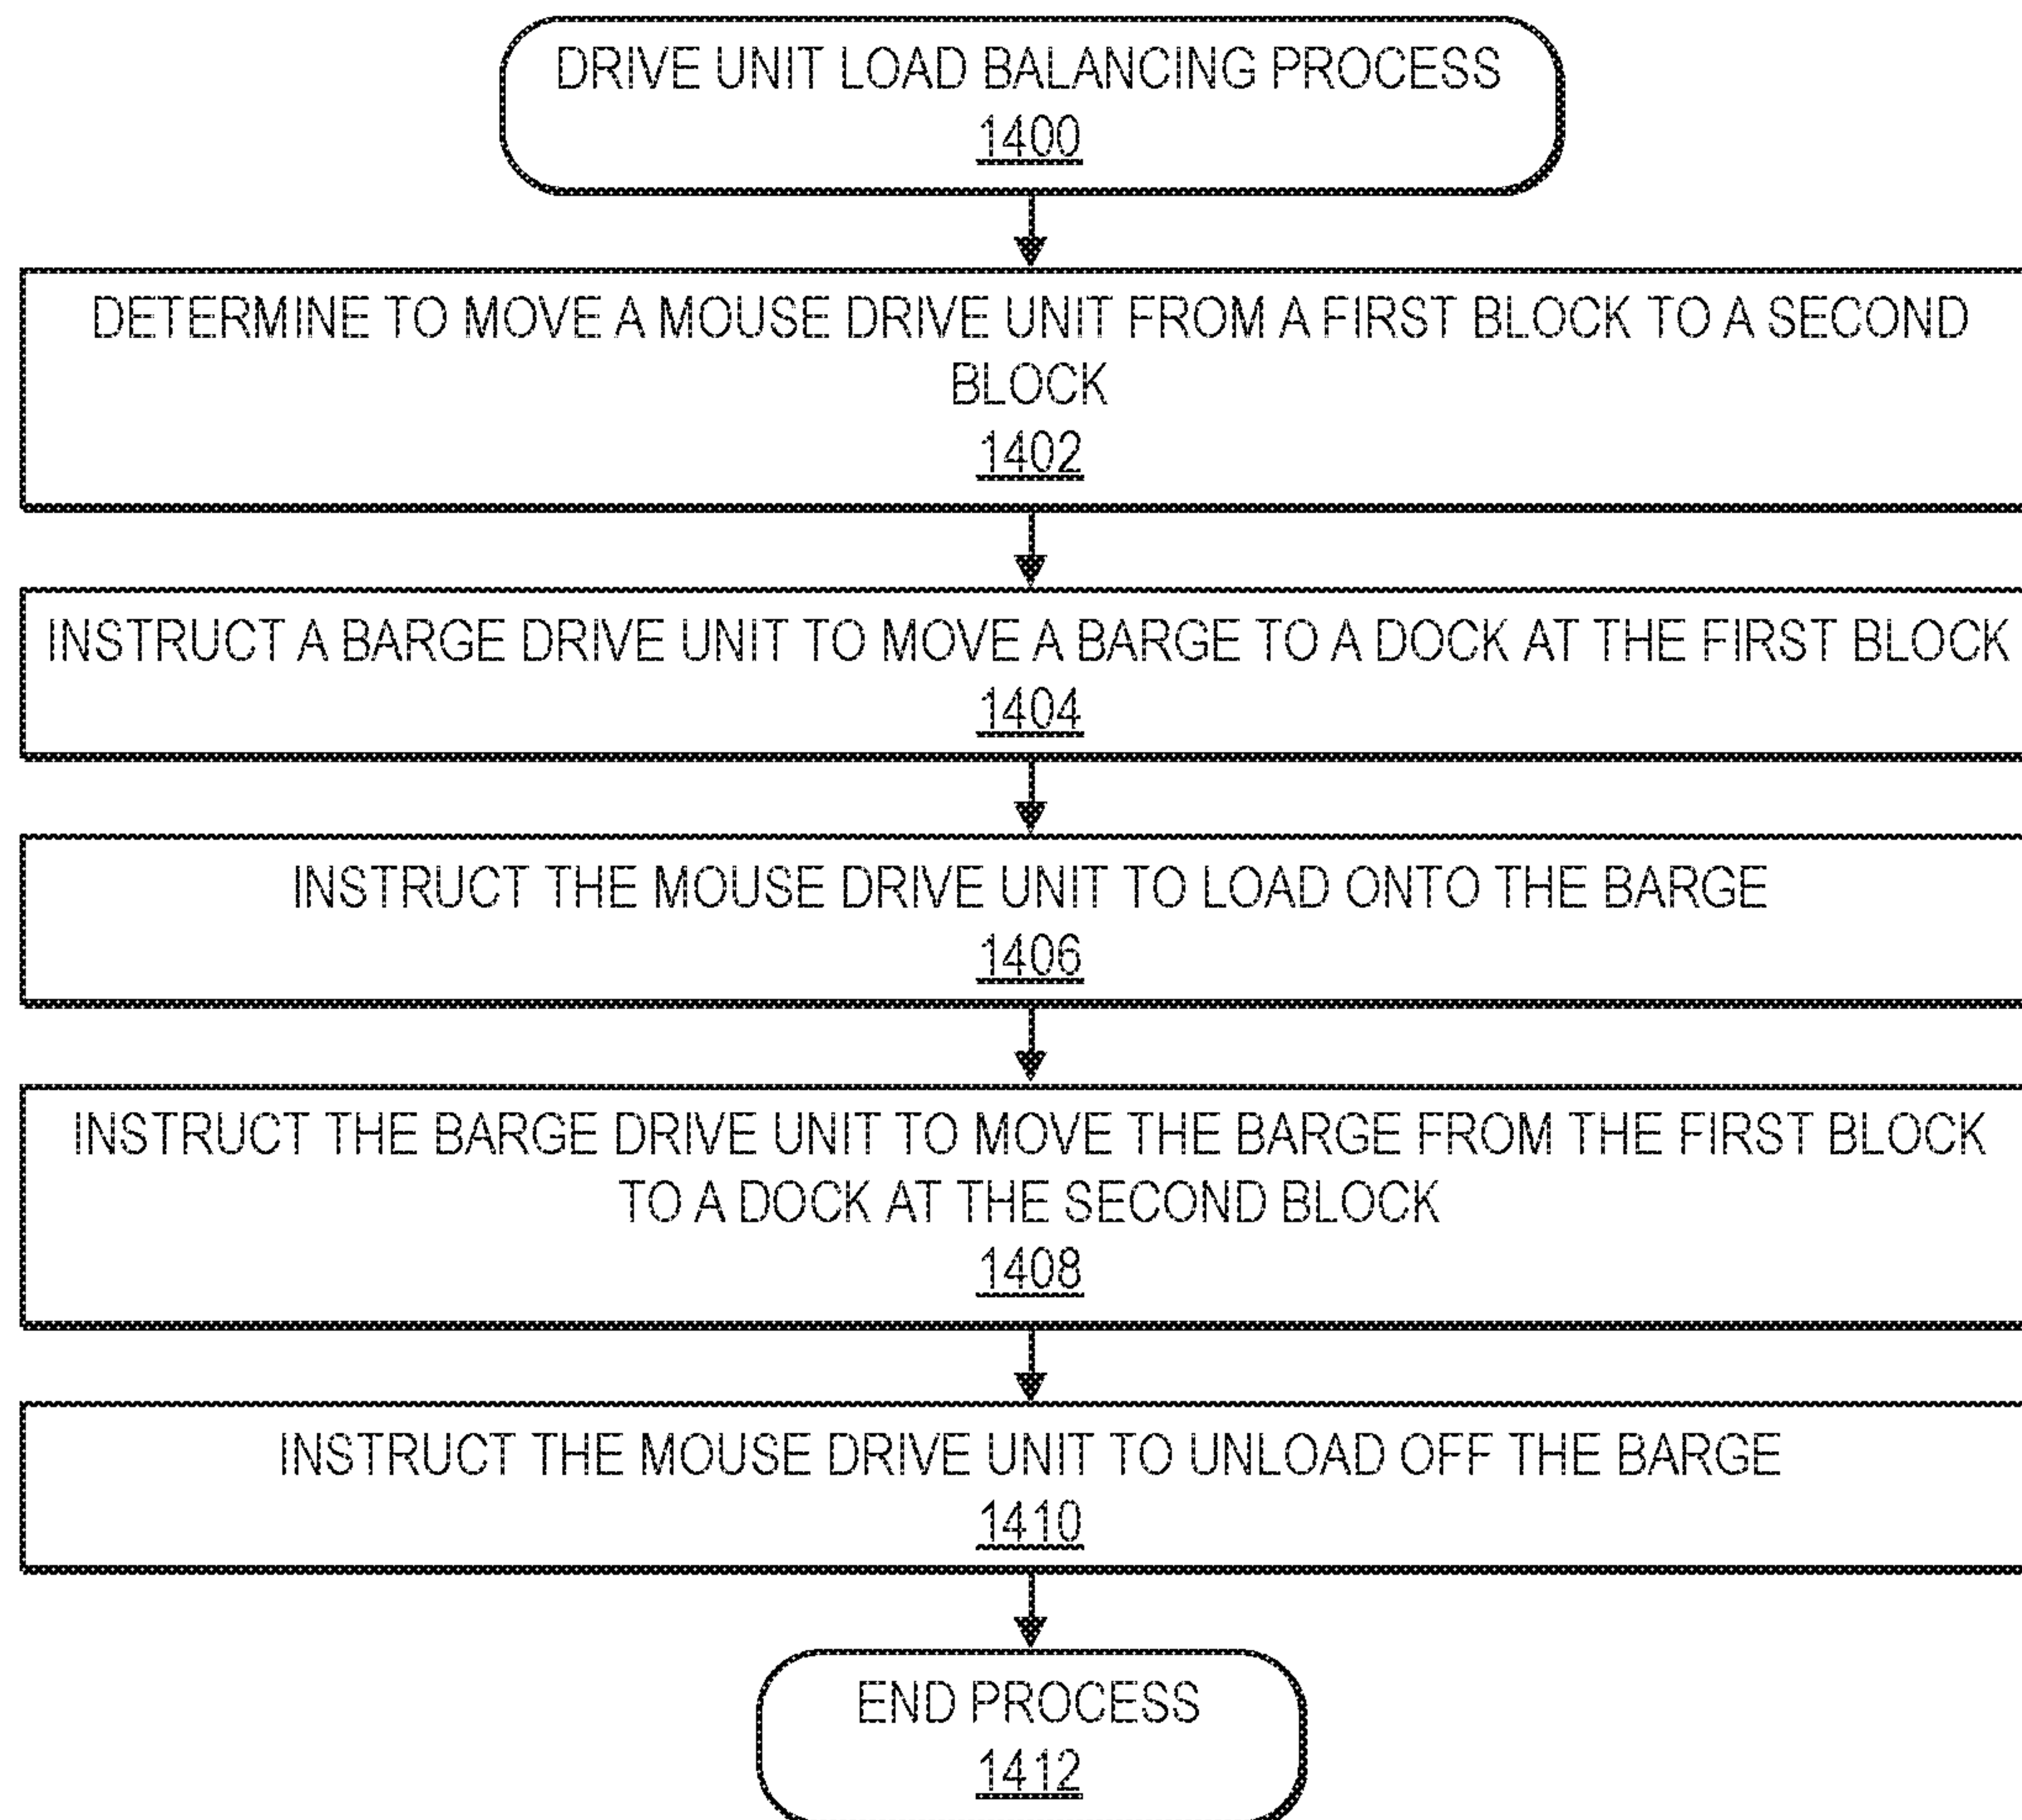 DRIVE UNIT LOAD BALANCING PROCESS
1400
DETERMINE TO MOVE A MOUSE DRIVE UNIT FROM A FIRST BLOCK TO A SECOND
BLOCK
1402
INSTRUCT A BARGE DRIVE UNIT TO MOVE A BARGE TO A DOCK AT THE FIRST BLOCK
1404
INSTRUCT THE MOUSE DRIVE UNIT TO LOAD ONTO THE BARGE
1406
INSTRUCT THE BARGE DRIVE UNIT TO MOVE THE BARGE FROM THE FIRST BLOCK
TO A DOCK AT THE SECOND BLOCK
1408
INSTRUCT THE MOUSE DRIVE UNIT TO UNLOAD OFF THE BARGE
1410
END PROCESS
1412